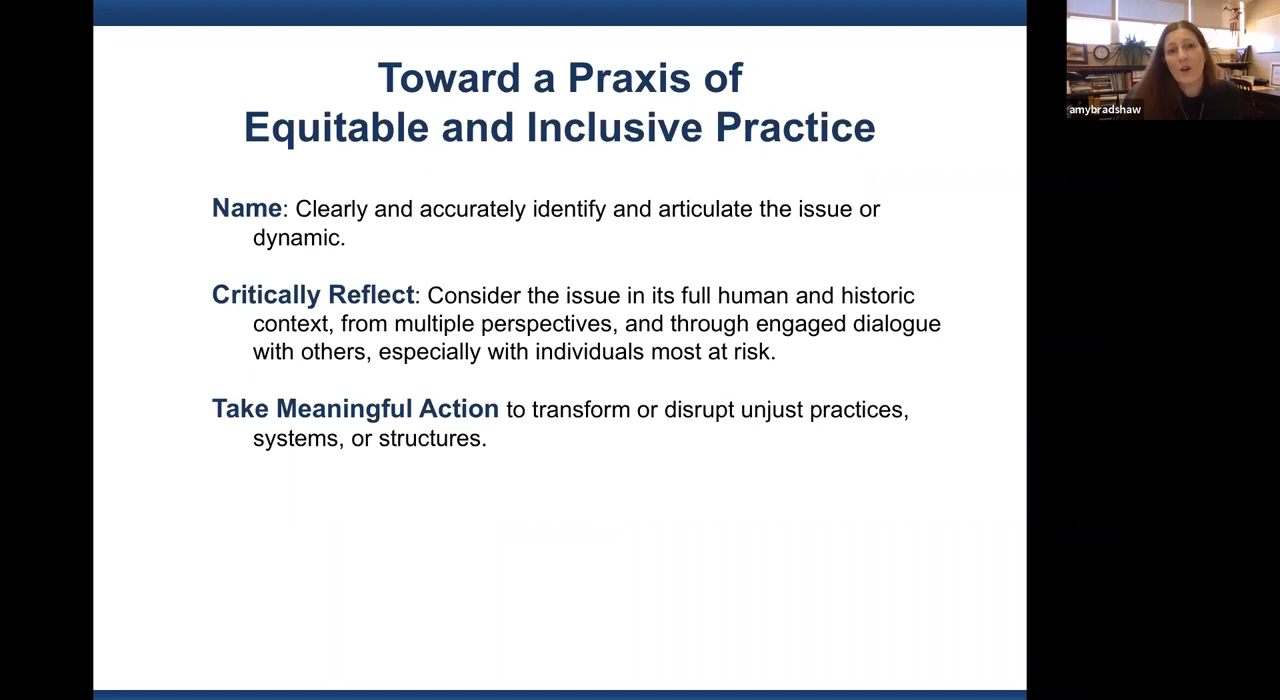 Toward a Praxis of
Equitable and Inclusive Practice
Name: Clearly and accurately identify and articulate the issue or
dynamic.
Critically Reflect: Consider the issue in its full human and historic
context, from multiple perspectives, and through engaged dialogue
with others, especially with individuals most at risk.
Take Meaningful Action to transform or disrupt unjust practices,
systems, or structures.
amybradshaw